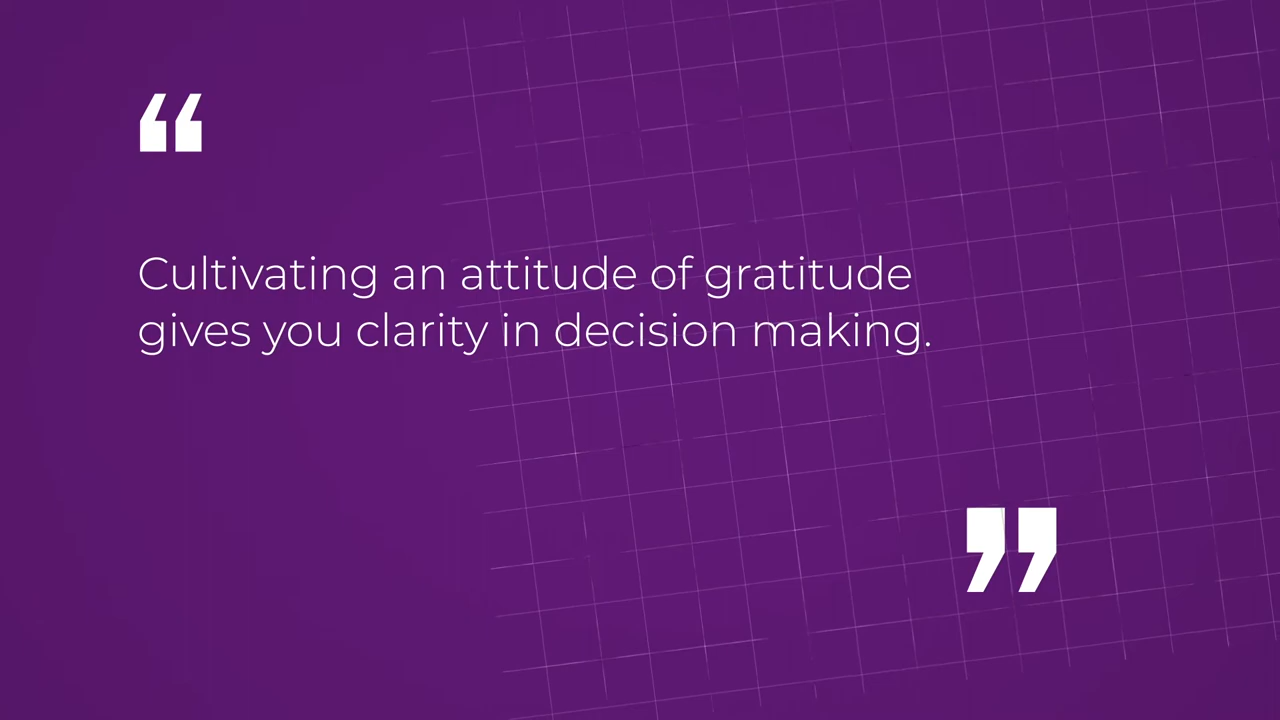 “
Cultivating an attitude of gratitude
gives you clarity in decision making.
”